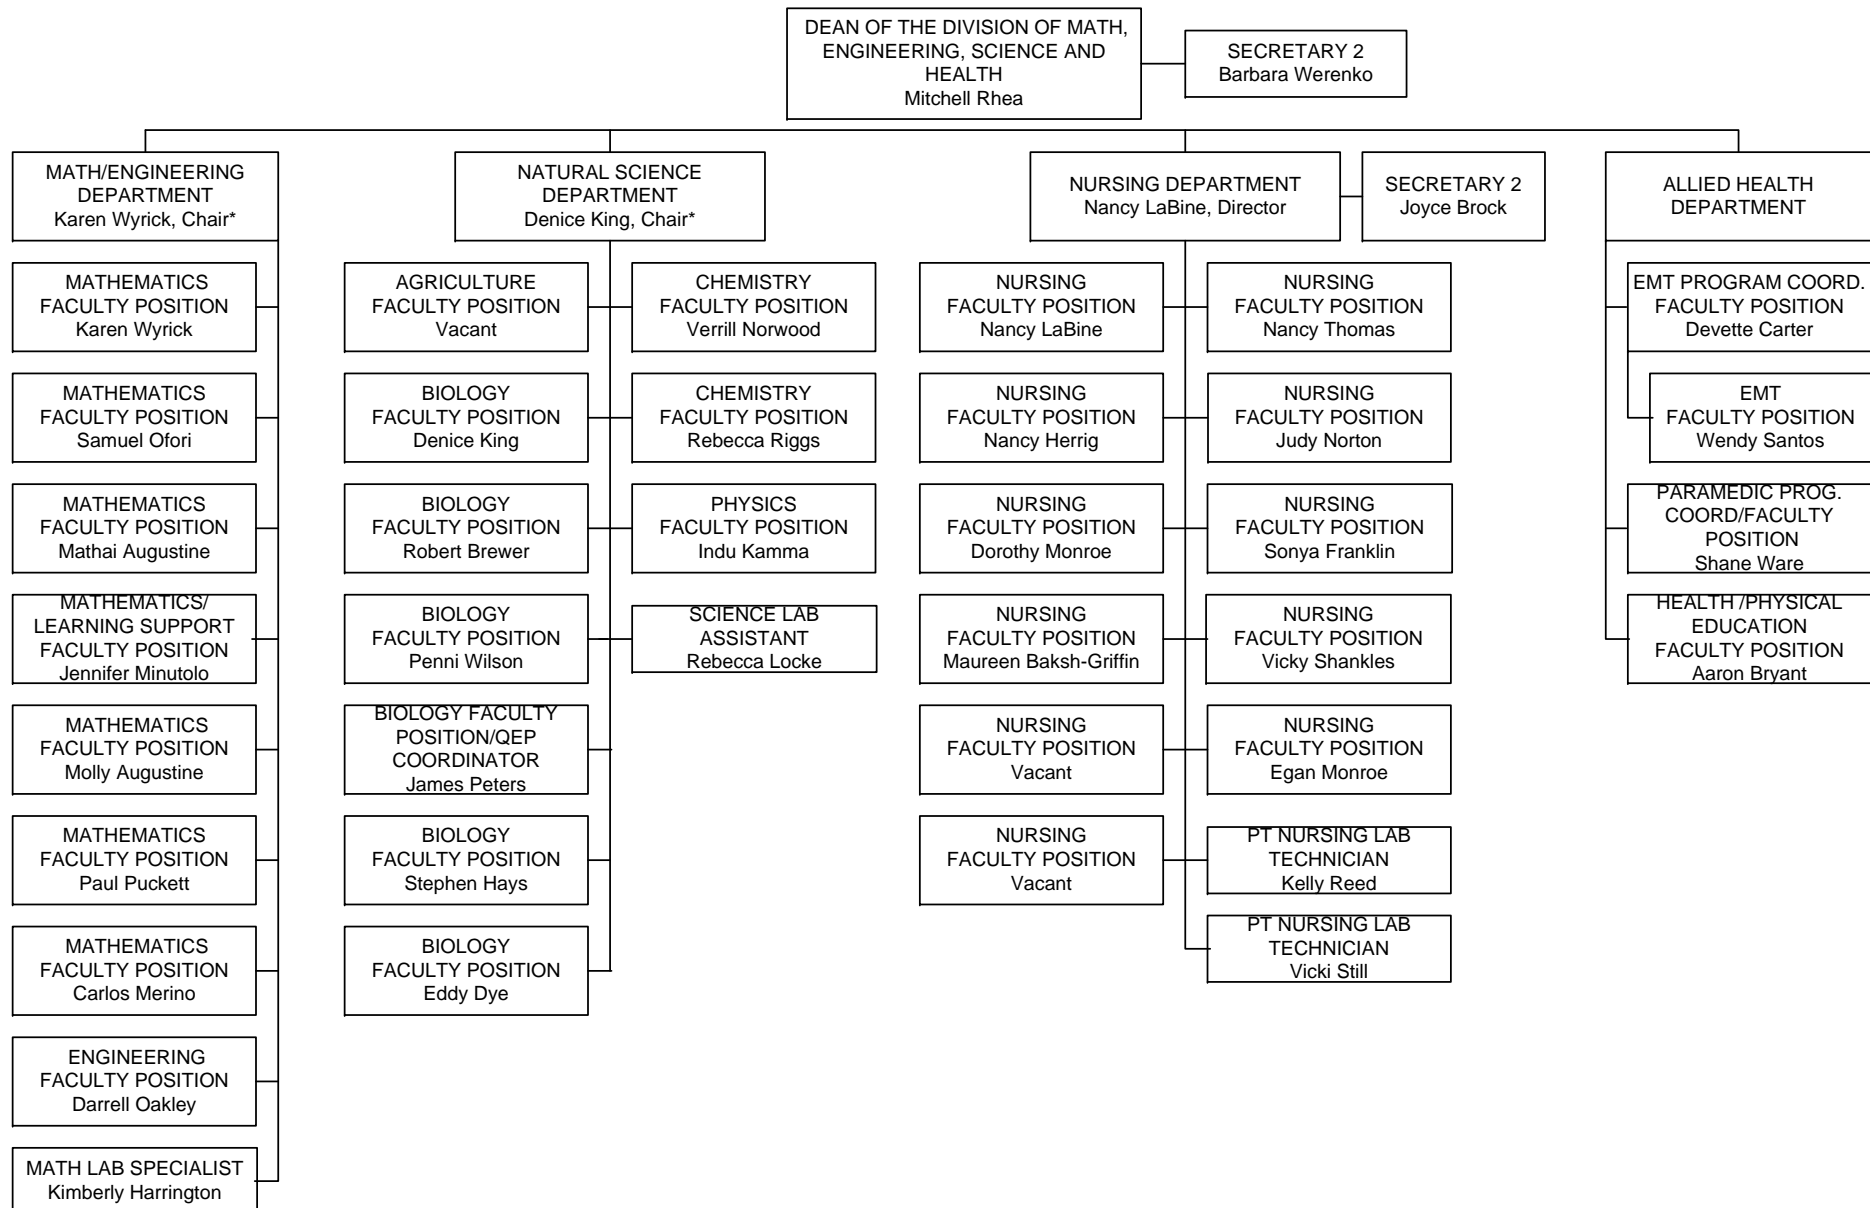 DEAN OF THE DIVISION OF MATH,
ENGINEERING, SCIENCE AND
HEALTH
Mitchell Rhea
SECRETARY 2
Barbara Werenko
MATH/ENGINEERING
DEPARTMENT
Karen Wyrick, Chair*
MATHEMATICS
FACULTY POSITION
Karen Wyrick
MATHEMATICS
FACULTY POSITION
Samuel Ofori
MATHEMATICS
FACULTY POSITION
Mathai Augustine
MATHEMATICS/
LEARNING SUPPORT
FACULTY POSITION
Jennifer Minutolo
MATHEMATICS
FACULTY POSITION
Molly Augustine
MATHEMATICS
FACULTY POSITION
Paul Puckett
MATHEMATICS
FACULTY POSITION
Carlos Merino
ENGINEERING
FACULTY POSITION
Darrell Oakley
MATH LAB SPECIALIST
Kimberly Harrington
NATURAL SCIENCE
DEPARTMENT
Denice King, Chair*
AGRICULTURE
FACULTY POSITION
Vacant
BIOLOGY
FACULTY POSITION
Denice King
BIOLOGY
FACULTY POSITION
Robert Brewer
BIOLOGY
FACULTY POSITION
Penni Wilson
BIOLOGY FACULTY
POSITION/QEP
COORDINATOR
James Peters
BIOLOGY
FACULTY POSITION
Stephen Hays
BIOLOGY
FACULTY POSITION
Eddy Dye
CHEMISTRY
FACULTY POSITION
Verrill Norwood
CHEMISTRY
FACULTY POSITION
Rebecca Riggs
PHYSICS
FACULTY POSITION
Indu Kamma
SCIENCE LAB
ASSISTANT
Rebecca Locke
NURSING DEPARTMENT
Nancy LaBine, Director
SECRETARY 2
Joyce Brock
NURSING
FACULTY POSITION
Nancy LaBine
NURSING
FACULTY POSITION
Nancy Herrig
NURSING
FACULTY POSITION
Dorothy Monroe
NURSING
FACULTY POSITION
Maureen Baksh-Griffin
NURSING
FACULTY POSITION
Vacant
NURSING
FACULTY POSITION
Vacant
NURSING
FACULTY POSITION
Nancy Thomas
NURSING
FACULTY POSITION
Judy Norton
NURSING
FACULTY POSITION
Sonya Franklin
NURSING
FACULTY POSITION
Vicky Shankles
NURSING
FACULTY POSITION
Egan Monroe
PT NURSING LAB
TECHNICIAN
Kelly Reed
PT NURSING LAB
TECHNICIAN
Vicki Still
ALLIED HEALTH
DEPARTMENT
EMT PROGRAM COORD.
FACULTY POSITION
Devette Carter
EMT
FACULTY POSITION
Wendy Santos
PARAMEDIC PROG.
COORD/FACULTY
POSITION
Shane Ware
HEALTH /PHYSICAL
EDUCATION
FACULTY POSITION
Aaron Bryant